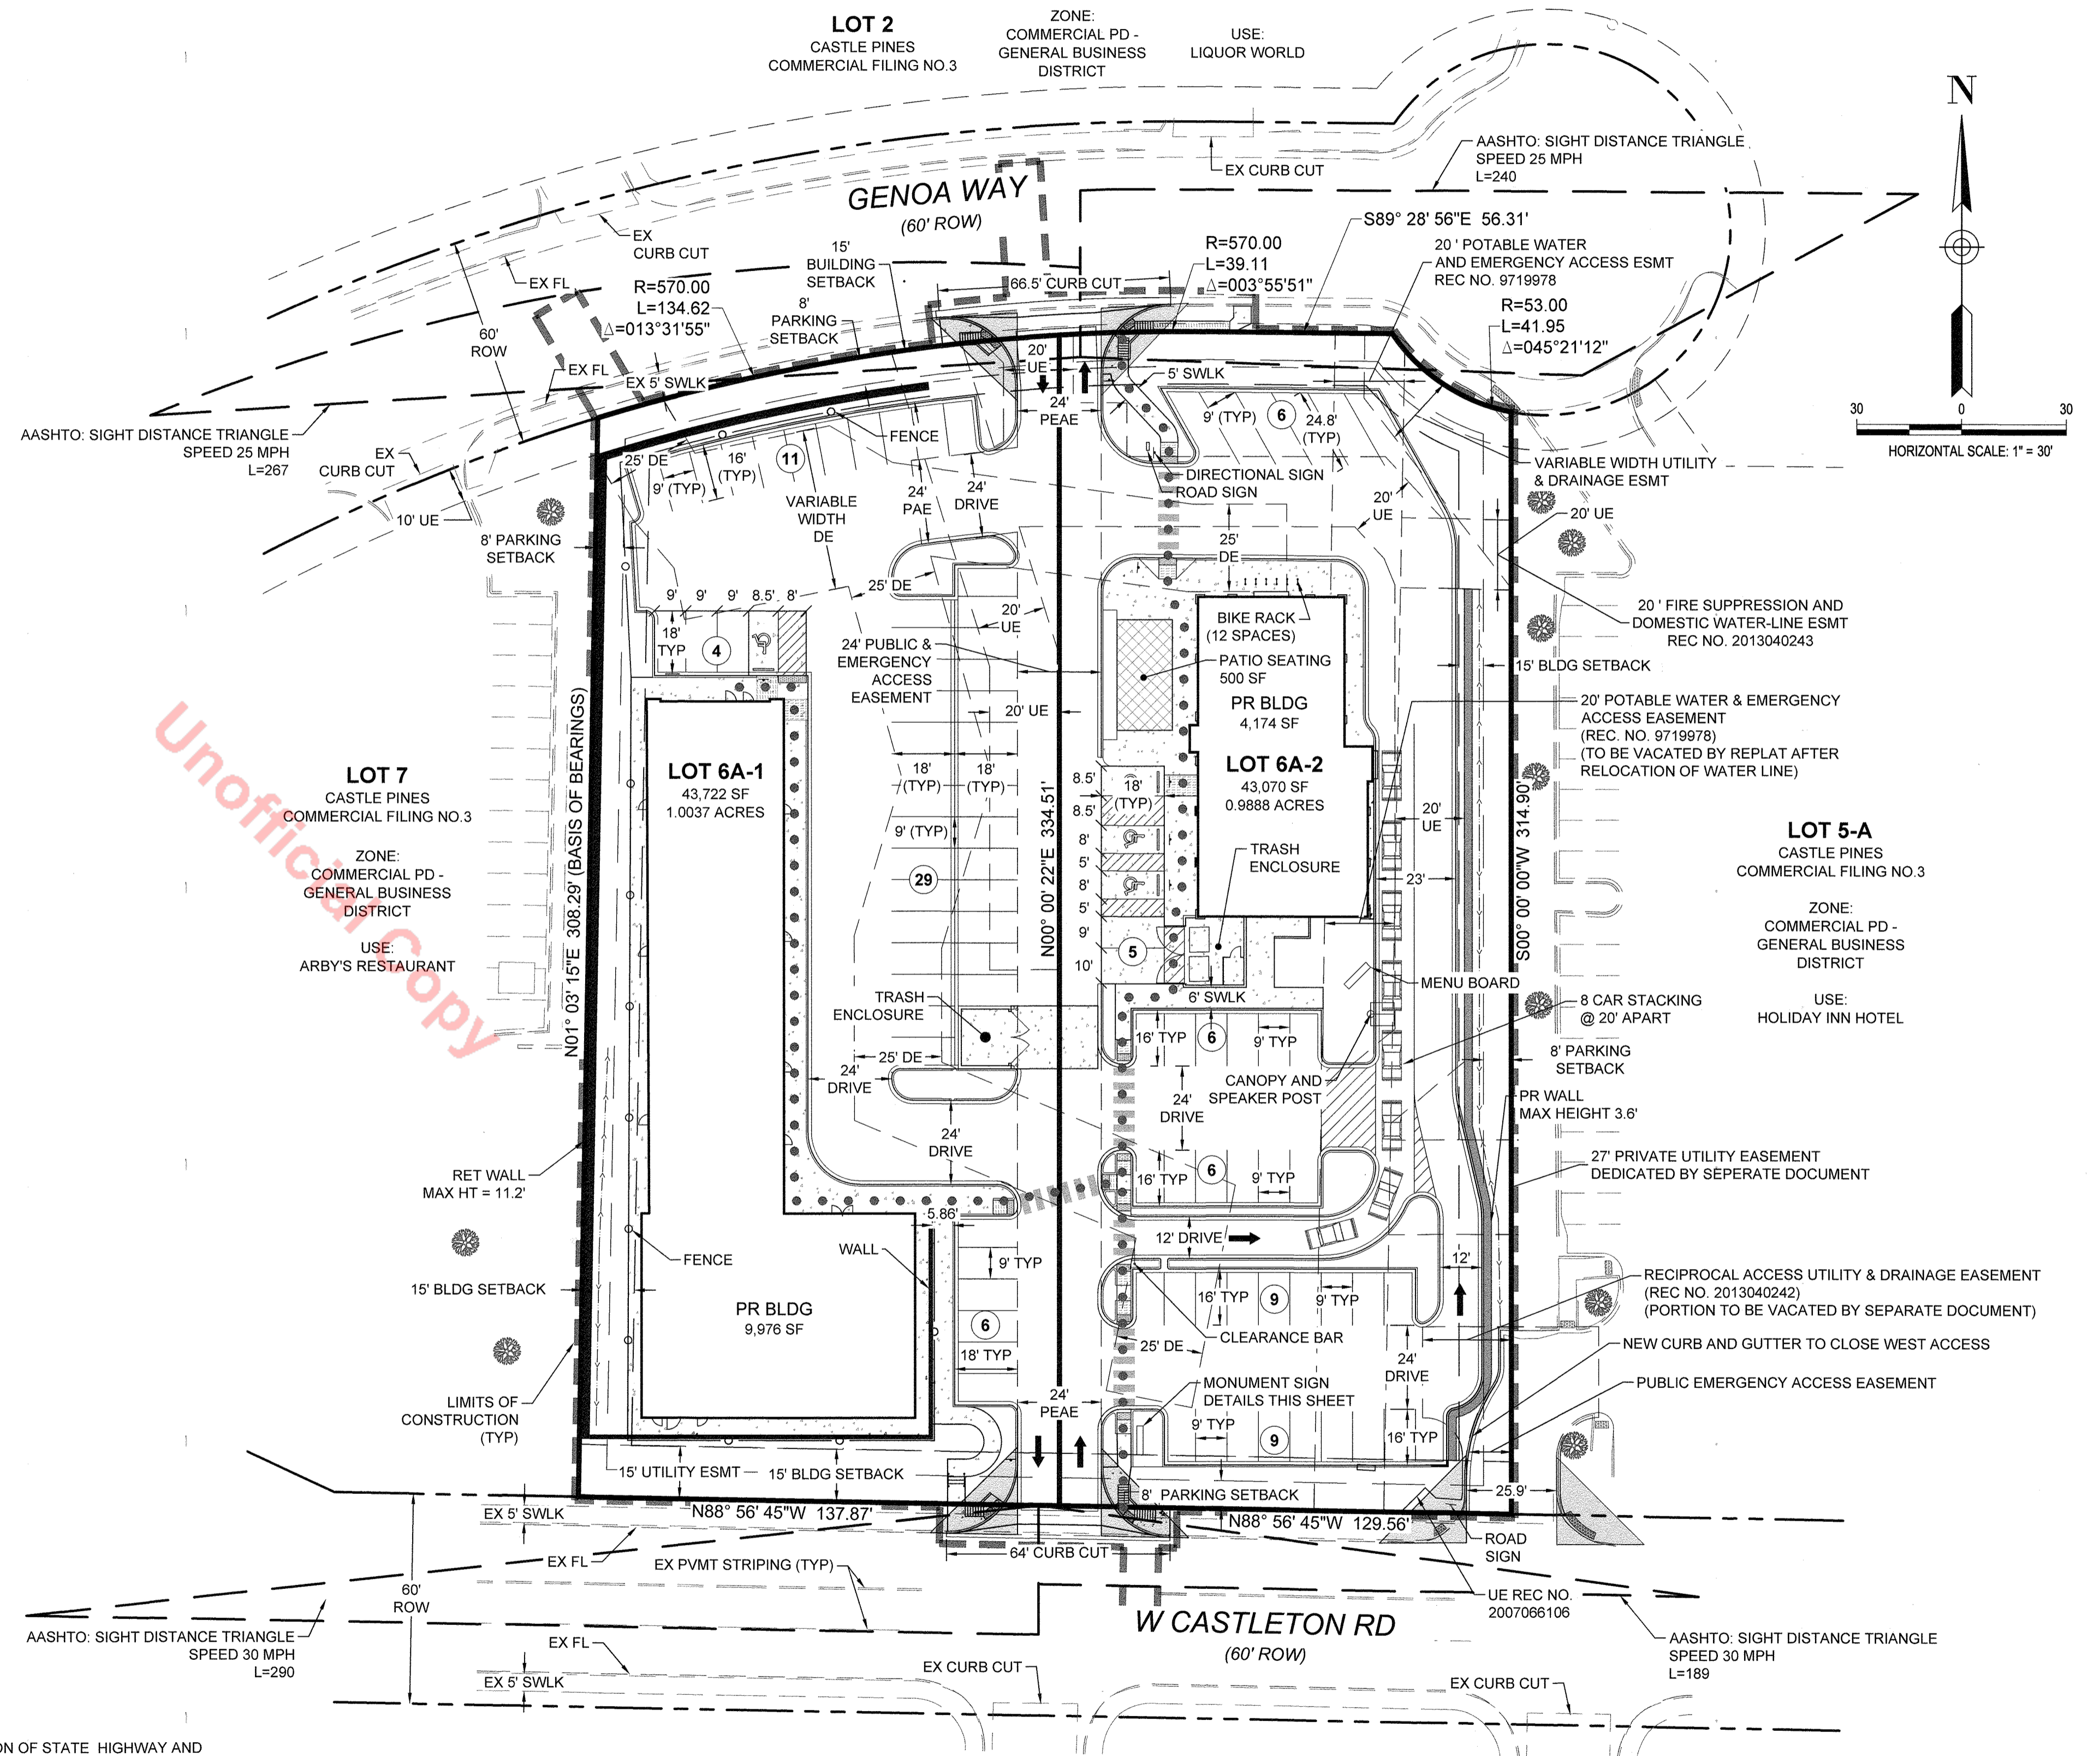 LOT 2
CASTLE PINES
COMMERCIAL FILING NO.3
ZONE:
COMMERCIAL PD -
GENERAL BUSINESS
DISTRICT
USE:
LIQUOR WORLD
N
30
0
30
HORIZONTAL SCALE: 1" = 30'
AASHTO: SIGHT DISTANCE TRIANGLE
SPEED 25 MPH
L=240
EX CURB CUT
GENOA WAY
(60' ROW)
S89° 28' 56"E 56.31'
20 ' POTABLE WATER
AND EMERGENCY ACCESS ESMT
REC NO. 9719978
R=53.00
L=41.95
Δ=045°21'12"
R=570.00
L=39.11
Δ=003°55'51"
66.5' CURB CUT
EX
CURB CUT
EX FL
R=570.00
L=134.62
Δ=013°31'55"
15'
BUILDING
SETBACK
8'
PARKING
SETBACK
60'
ROW
EX FL
EX 5' SWLK
20'
UE
5' SWLK
24'
PEAE
AASHTO: SIGHT DISTANCE TRIANGLE
SPEED 25 MPH
L=267
EX
CURB CUT
10' UE
8' PARKING
SETBACK
25' DE
9' (TYP)
16'
(TYP)
11
FENCE
VARIABLE
WIDTH
DE
24'
PAE
24'
DRIVE
9' (TYP)
6
24.8'
(TYP)
DIRECTIONAL SIGN
ROAD SIGN
20'
UE
25'
DE
VARIABLE WIDTH UTILITY
& DRAINAGE ESMT
20' UE
20 ' FIRE SUPPRESSION AND
DOMESTIC WATER-LINE ESMT
REC NO. 2013040243
15' BLDG SETBACK
20' POTABLE WATER & EMERGENCY
ACCESS EASEMENT
(REC. NO. 9719978)
(TO BE VACATED BY REPLAT AFTER
RELOCATION OF WATER LINE)
25' DE
9'
9'
9'
8.5'
8'
18'
TYP
4
20'
UE
24' PUBLIC &
EMERGENCY
ACCESS
EASEMENT
20' UE
BIKE RACK
(12 SPACES)
PATIO SEATING
500 SF
PR BLDG
4,174 SF
LOT 6A-2
43,070 SF
0.9888 ACRES
LOT 6A-1
43,722 SF
1.0037 ACRES
N01° 03' 15"E 308.29' (BASIS OF BEARINGS)
N00° 00' 22"E 334.51'
S00° 00' 00"W 314.90'
LOT 7
CASTLE PINES
COMMERCIAL FILING NO.3
ZONE:
COMMERCIAL PD -
GENERAL BUSINESS
DISTRICT
USE:
ARBY'S RESTAURANT
Unofficial Copy
18'
(TYP)
18'
(TYP)
9' (TYP)
29
8.5'
18'
(TYP)
8.5'
8'
5'
8'
5'
9'
5
10'
TRASH
ENCLOSURE
20'
UE
23'
LOT 5-A
CASTLE PINES
COMMERCIAL FILING NO.3
ZONE:
COMMERCIAL PD -
GENERAL BUSINESS
DISTRICT
USE:
HOLIDAY INN HOTEL
MENU BOARD
8 CAR STACKING
@ 20' APART
8' PARKING
SETBACK
PR WALL
MAX HEIGHT 3.6'
27' PRIVATE UTILITY EASEMENT
DEDICATED BY SEPERATE DOCUMENT
TRASH
ENCLOSURE
25' DE
24'
DRIVE
24'
DRIVE
6' SWLK
16' TYP
6
9' TYP
CANOPY AND
SPEAKER POST
24'
DRIVE
16' TYP
6
9' TYP
RET WALL
MAX HT = 11.2'
5.86'
WALL
FENCE
9' TYP
12' DRIVE
12'
15' BLDG SETBACK
PR BLDG
9,976 SF
6
18' TYP
16' TYP
9
9' TYP
CLEARANCE BAR
25' DE
24'
DRIVE
MONUMENT SIGN
DETAILS THIS SHEET
9' TYP
9
16' TYP
RECIPROCAL ACCESS UTILITY & DRAINAGE EASEMENT
(REC NO. 2013040242)
(PORTION TO BE VACATED BY SEPARATE DOCUMENT)
NEW CURB AND GUTTER TO CLOSE WEST ACCESS
PUBLIC EMERGENCY ACCESS EASEMENT
LIMITS OF
CONSTRUCTION
(TYP)
24'
PEAE
15' UTILITY ESMT
15' BLDG SETBACK
8' PARKING SETBACK
25.9'
EX 5' SWLK
N88° 56' 45"W 137.87'
N88° 56' 45"W 129.56'
ROAD
SIGN
EX FL
64' CURB CUT
EX PVMT STRIPING (TYP)
60'
ROW
UE REC NO.
2007066106
W CASTLETON RD
(60' ROW)
AASHTO: SIGHT DISTANCE TRIANGLE
SPEED 30 MPH
L=290
AASHTO: SIGHT DISTANCE TRIANGLE
SPEED 30 MPH
L=189
EX FL
EX 5' SWLK
EX CURB CUT
EX CURB CUT
ON OF STATE HIGHWAY AND